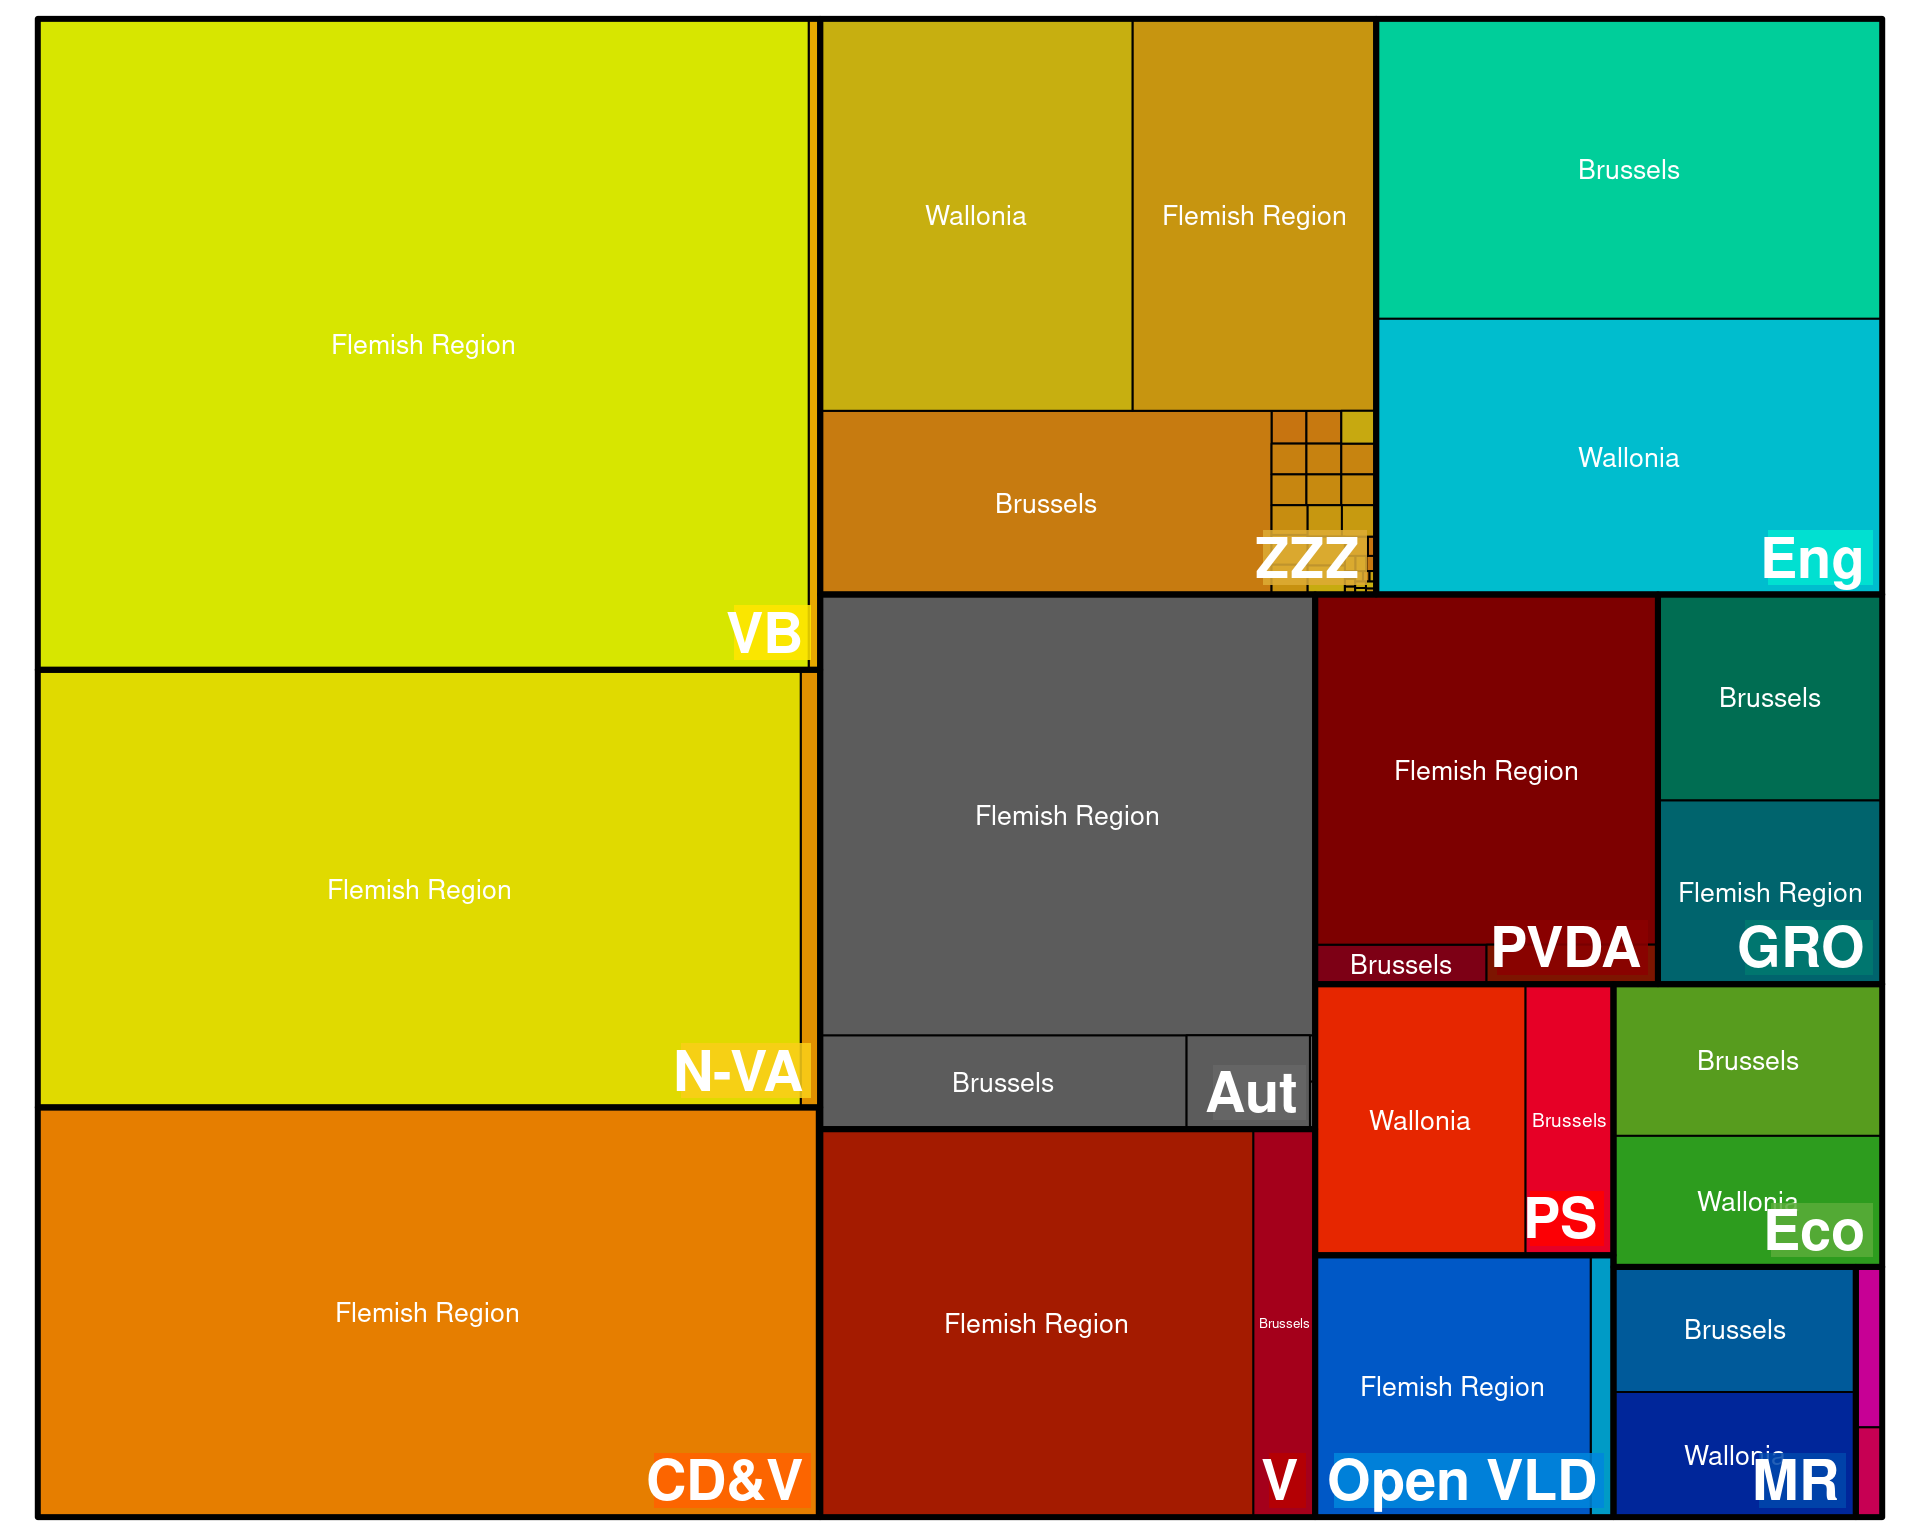 Flemish Region
VB
Flemish Region
N-VA
Flemish Region
CD&V
Wallonia
Flemish Region
Brussels
ZZZ
Brussels
Wallonia
Eng
Flemish Region
Brussels
Aut
Flemish Region
Brussels
V
Flemish Region
Brussels
PVDA
Brussels
Flemish Region
GRO
Wallonia
Brussels
PS
Brussels
Wallonia
Eco
Flemish Region
Open VLD
Brussels
Wallonia
MR